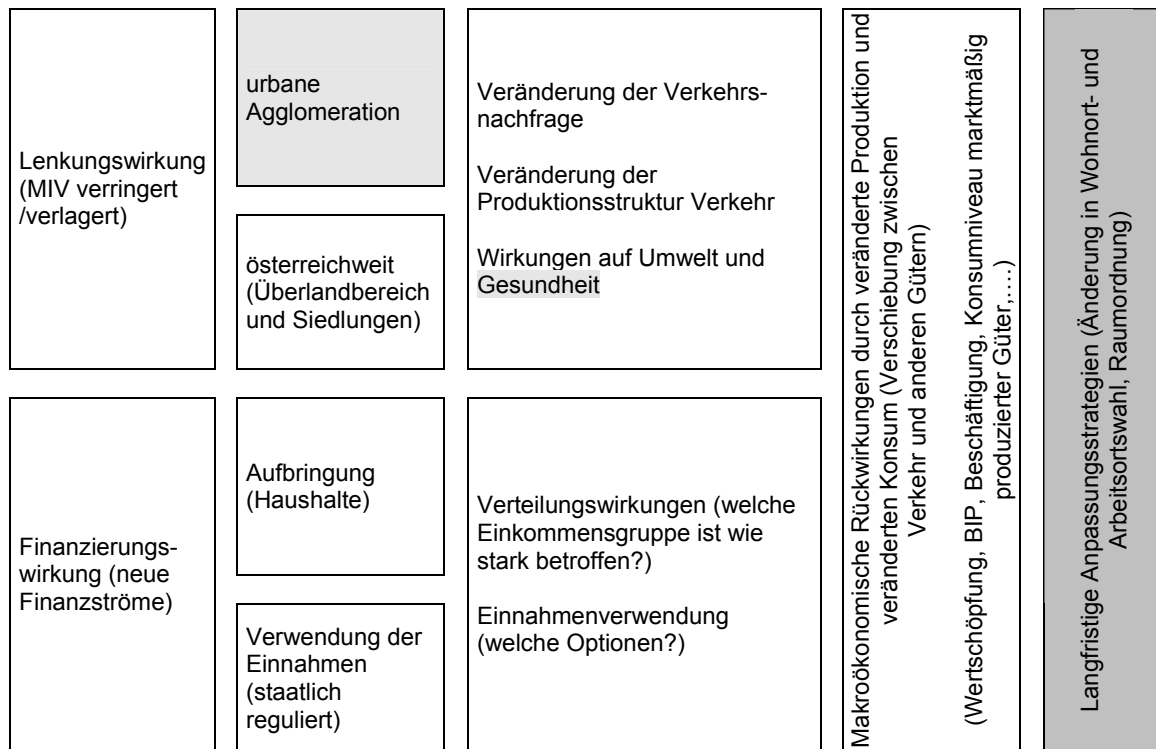 Lenkungswirkung
(MIV verringert
/verlagert)
urbane
Agglomeration
österreichweit
(Überlandbereich
und Siedlungen)
Veränderung der Verkehrs-
nachfrage
Veränderung der
Produktionsstruktur Verkehr
Wirkungen auf Umwelt und
Gesundheit
Finanzierungs-
wirkung (neue
Finanzströme)
Aufbringung
(Haushalte)
Verwendung der
Einnahmen
(staatlich
reguliert)
Verteilungswirkungen (welche
Einkommensgruppe ist wie
stark betroffen?)
Einnahmenverwendung
(welche Optionen?)
Makroökonomische Rückwirkungen durch veränderte Produktion und
veränderten Konsum (Verschiebung zwischen
Verkehr und anderen Gütern)
(Wertschöpfung, BIP, Beschäftigung, Konsumniveau marktmäßig
produzierter Güter,….)
Langfristige Anpassungsstrategien (Änderung in Wohnort- und
Arbeitsortswahl, Raumordnung)